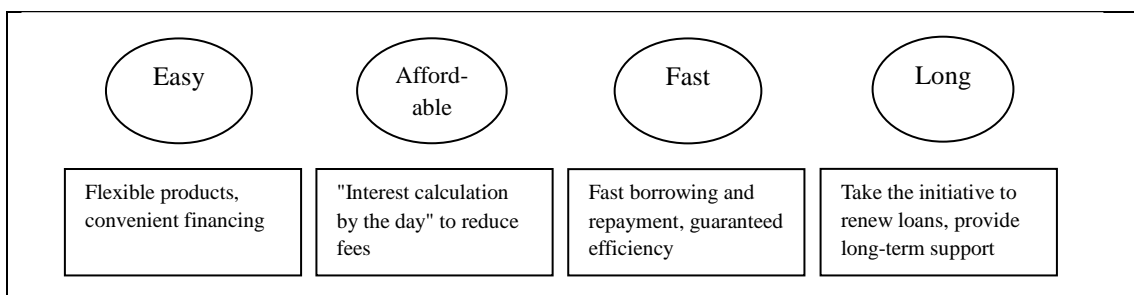 Easy
Afford-
able
Fast
Long
Flexible products,
convenient financing
"Interest calculation
by the day" to reduce
fees
Fast borrowing and
repayment, guaranteed
efficiency
Take the initiative to
renew loans, provide
long-term support